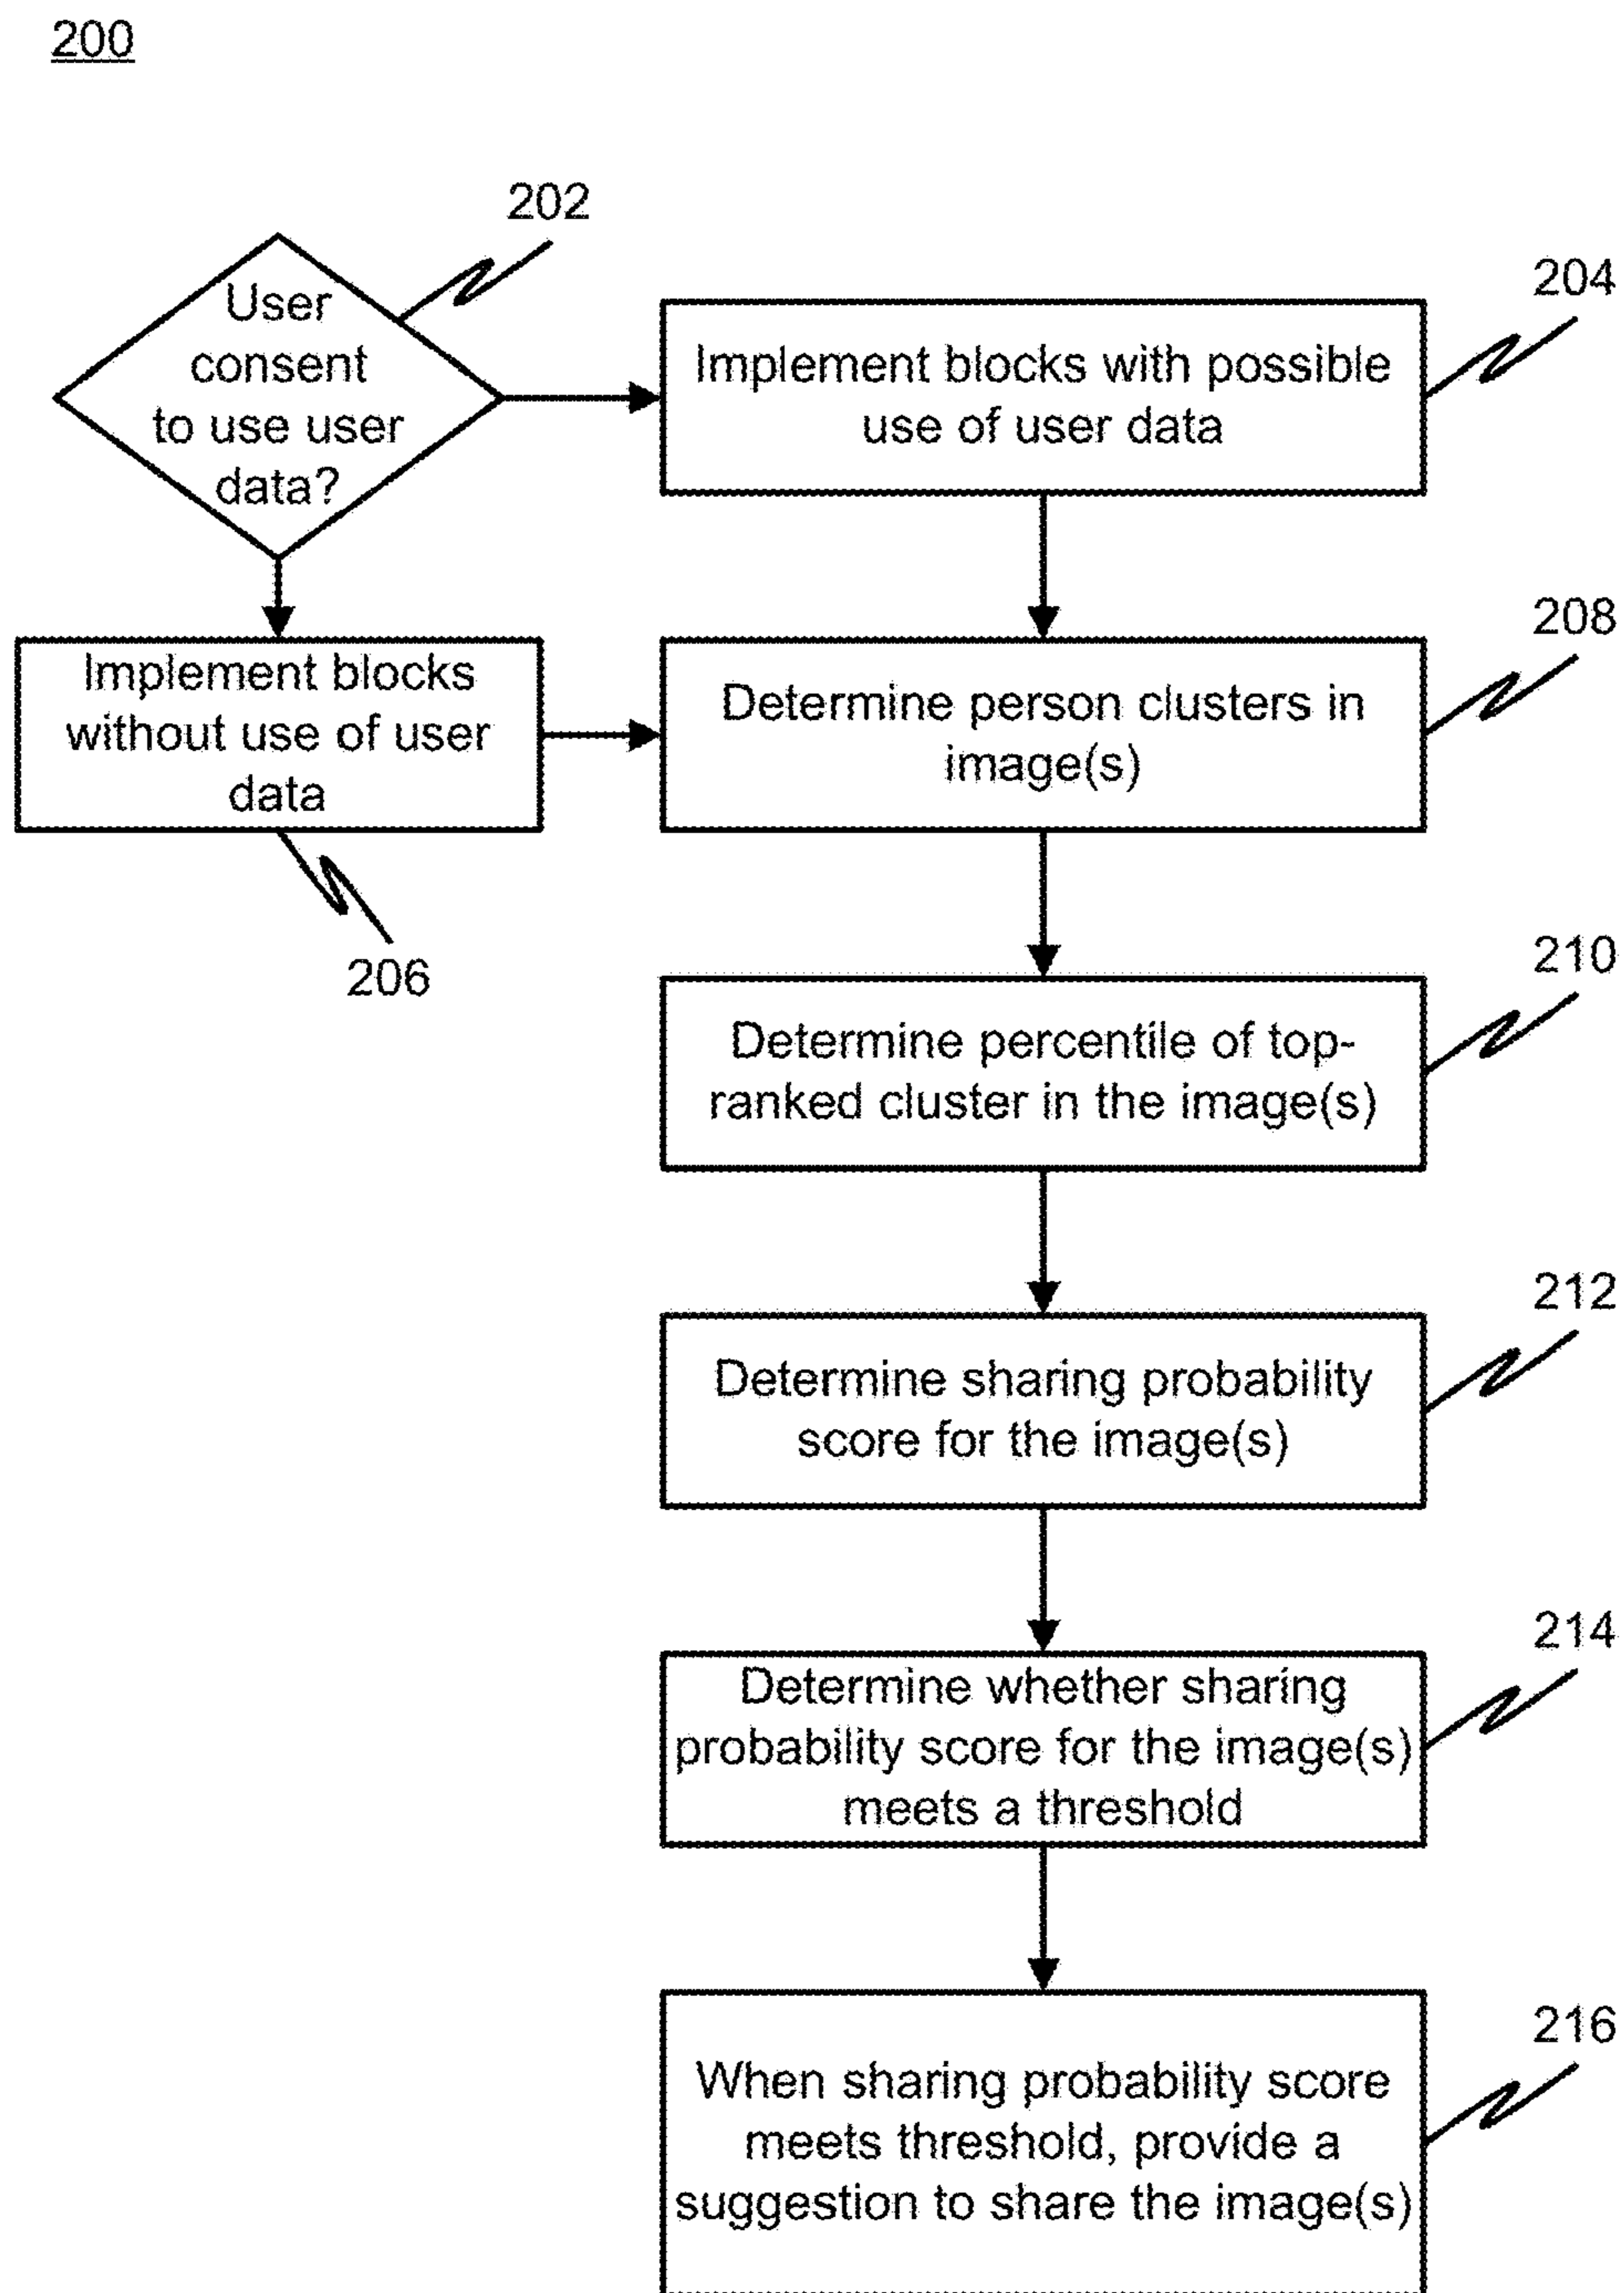 200
202
User
consent
to use user
data?
204
Implement blocks with possible
use of user data
Implement blocks
without use of user
data
206
208
Determine person clusters in
image(s)
210
Determine percentile of top-
ranked cluster in the image(s)
212
Determine sharing probability
score for the image(s)
214
Determine whether sharing
probability score for the image(s)
meets a threshold
216
When sharing probability score
meets threshold, provide a
suggestion to share the image(s)